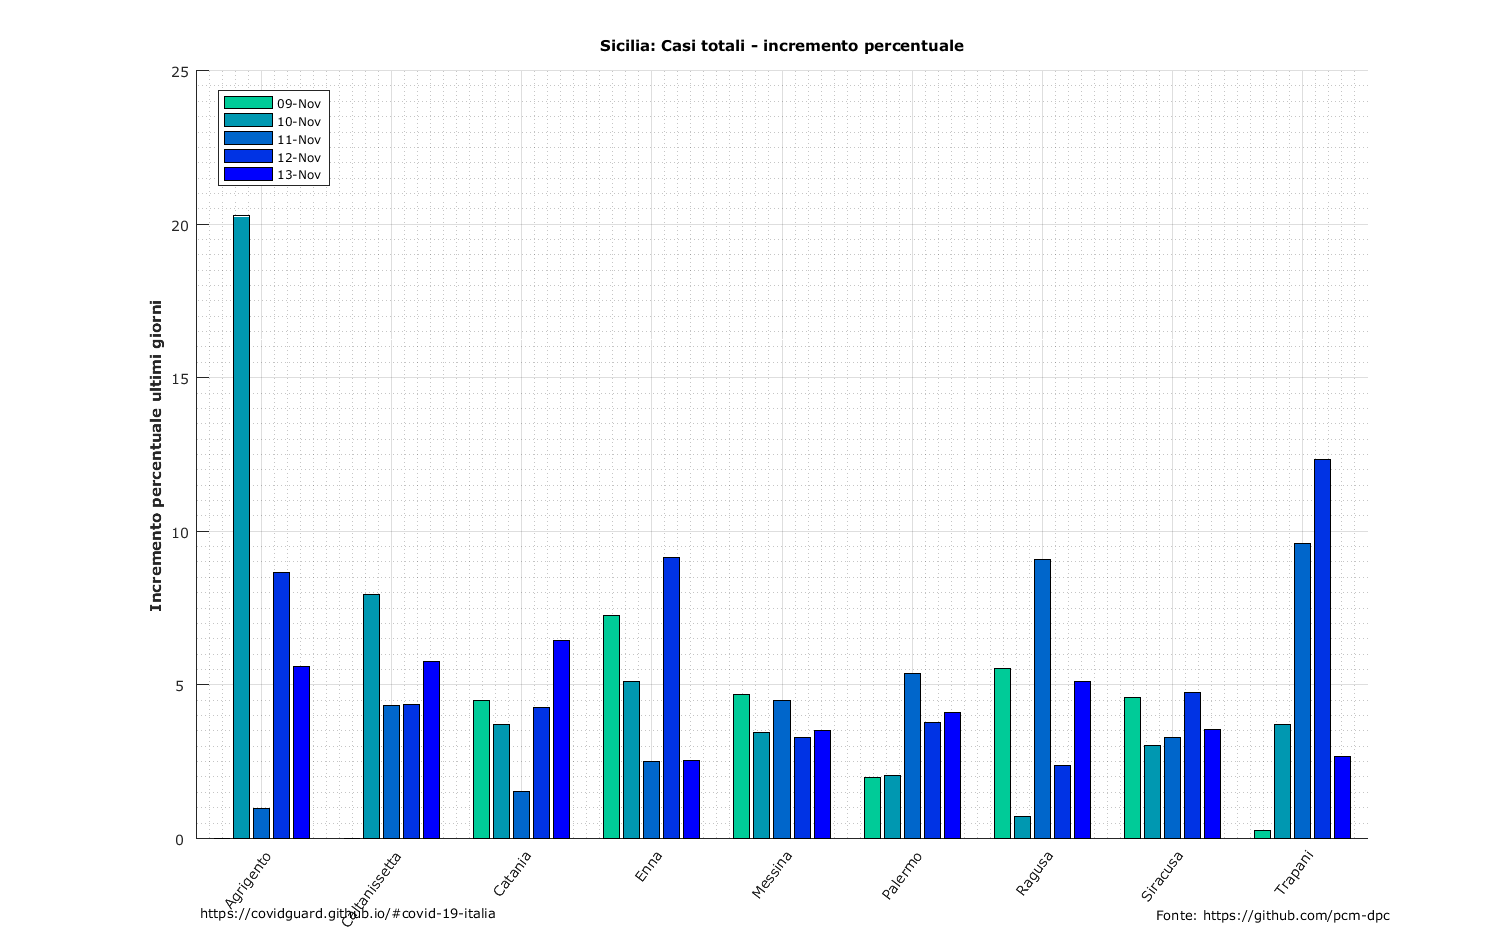 Sicilia: Casi totali - incremento percentuale
25
20
15
10
5
0
Incremento percentuale ultimi giorni
09-Nov
10-Nov
11-Nov
12-Nov
13-Nov
Agrigento
Caltanissetta
Catania
Enna
Messina
Palermo
Ragusa
Siracusa
Trapani
https://covidguard.github.io/#covid-19-italia
Fonte: https://github.com/pcm-dpc